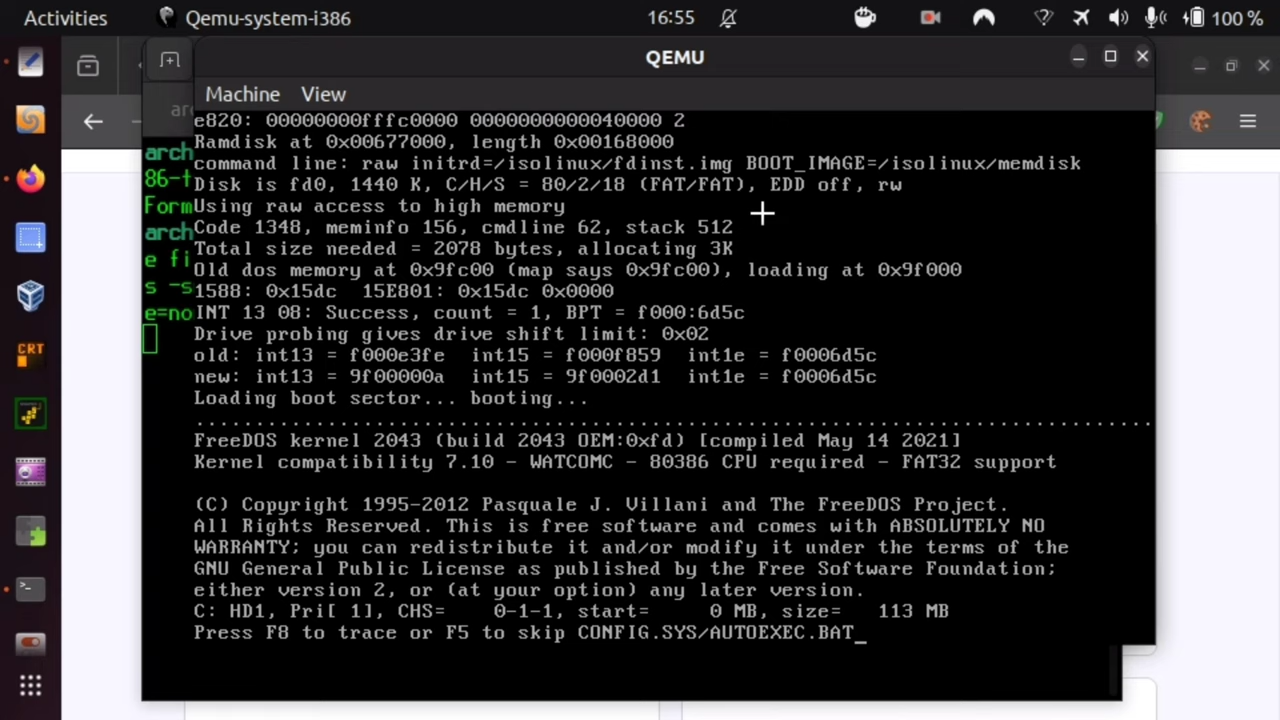 Activities Qemu-system-i386 16:55 100 %
QEMU
Machine View
arc
e820: 00000000fffc0000 0000000000040000 2
Ramdisk at 0x00677000, length 0x00168000
arch
command line: raw initrd=/isolinux/fdinst.img BOOT_IMAGE=/isolinux/memdisk
86-t
Disk is fd0, 1440 K, C/H/S = 80/2/18 (FAT/FAT), EDD off, rw
Form
Using raw access to high memory
arch
Code 1348, meminfo 156, cmdline 62, stack 512
Total size needed = 2078 bytes, allocating 3K
e fi
Old dos memory at 0x9fc00 (map says 0x9fc00), loading at 0x9f000
s -s
1588: 0x15dc 15E801: 0x15dc 0x0000
e=no
INT 13 08: Success, count = 1, BPT = f000:6d5c
Drive probing gives drive shift limit: 0x02
CRT
old: int13 = f000e3fe int15 = f000f859 int1e = f0006d5c
new: int13 = 9f00000a int15 = 9f0002d1 int1e = f0006d5c
Loading boot sector... booting...
.................................................................................
FreeDOS kernel 2043 (build 2043 OEM:0xfd) [compiled May 14 2021]
Kernel compatibility 7.10 - WATCOMC - 80386 CPU required - FAT32 support
(C) Copyright 1995-2012 Pasquale J. Villani and The FreeDOS Project.
All Rights Reserved. This is free software and comes with ABSOLUTELY NO
WARRANTY; you can redistribute it and/or modify it under the terms of the
GNU General Public License as published by the Free Software Foundation;
either version 2, or (at your option) any later version.
C: HD1, Pri[ 1], CHS= 0-1-1, start= 0 MB, size= 113 MB
Press F8 to trace or F5 to skip CONFIG.SYS/AUTOEXEC.BAT_